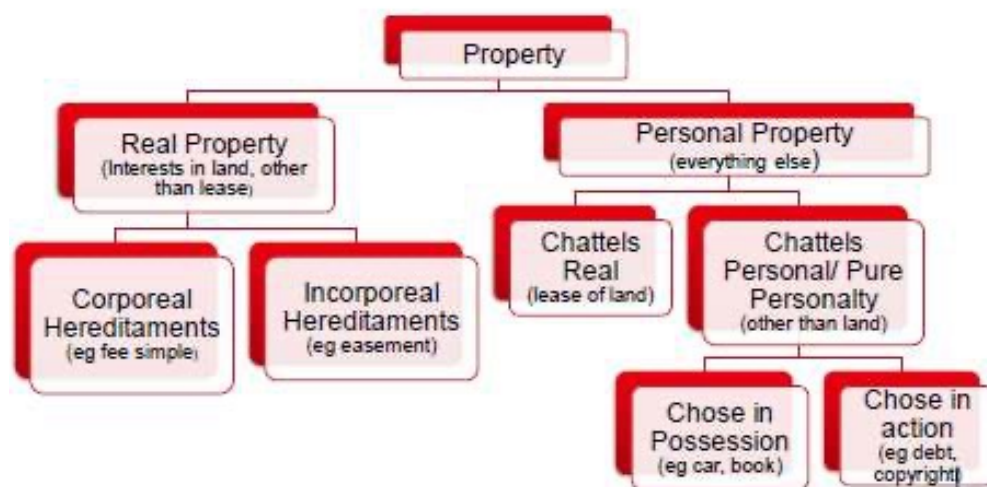 Property
Real Property
(Interests in land, other
than lease)
Personal Property
(everything else)
Corporeal
Hereditaments
(eg fee simple)
Incorporeal
Hereditaments
(eg easement)
Chattels
Real
(lease of land)
Chattels
Personal/ Pure
Personalty
(other than land)
Chose in
Possession
(eg car, book)
Chose in
action
(eg debt,
copyright)